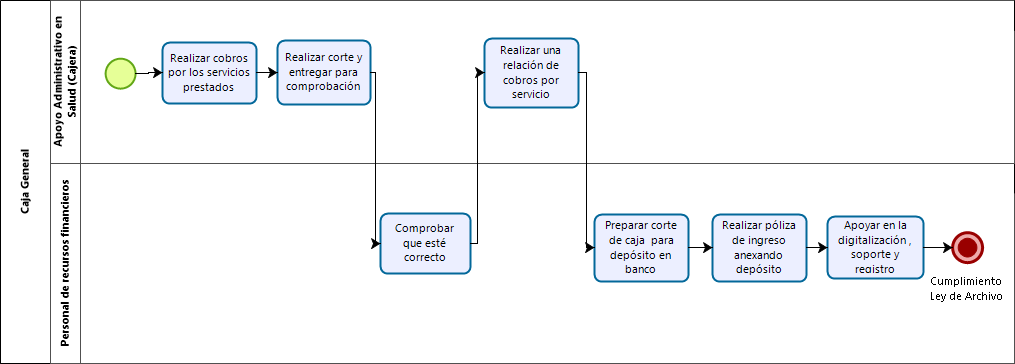 Caja General
Apoyo Administrativo en
Salud (Cajera)
Realizar cobros
por los servicios
prestados
Realizar corte y
entregar para
comprobación
Realizar una
relación de
cobros por
servicio
Personal de recursos financieros
Comprobar
que esté
correcto
Preparar corte
de caja para
depósito en
banco
Realizar póliza
de ingreso
anexando
depósito
Apoyar en la
digitalización ,
soporte y
registro
Cumplimiento
Ley de Archivo